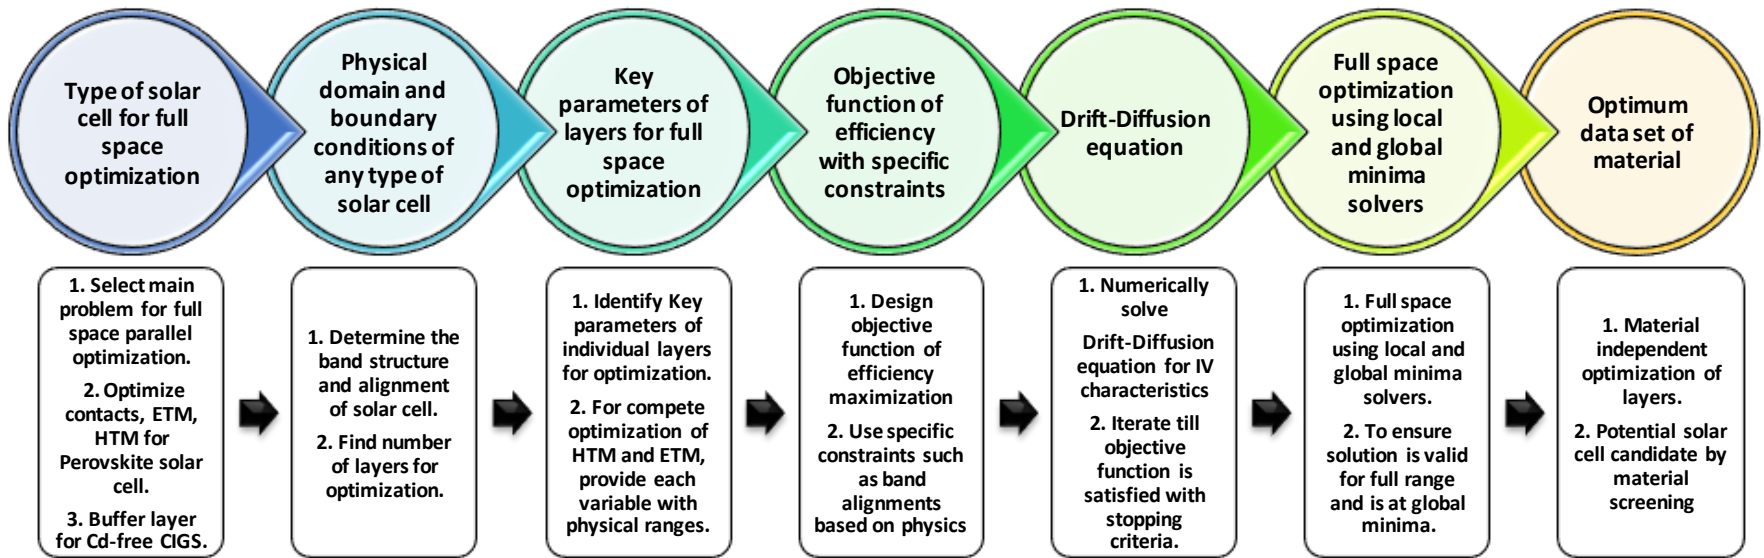 Type of solar
cell for full
space
optimization
Physical
domain and
boundary
conditions of
any type of
solar cell
Key
parameters of
layers for full
space
optimization
Objective
function of
efficiency
with specific
constraints
Drift-Diffusion
equation
Full space
optimization
using local
and global
minima
solvers
Optimum
data set of
material
1. Select main
problem for full
space parallel
optimization.
2. Optimize
contacts, ETM,
HTM for
Perovskite solar
cell.
3. Buffer layer
for Cd-free CIGS.
1. Determine the
band structure
and alignment
of solar cell.
2. Find number
of layers for
optimization.
1. Identify Key
parameters of
individual layers
for optimization.
2. For compete
optimization of
HTM and ETM,
provide each
variable with
physical ranges.
1. Design
objective
function of
efficiency
maximization
2. Use specific
constraints such
as band
alignments
based on physics
1. Numerically
solve
Drift-Diffusion
equation for IV
characteristics
2. Iterate till
objective
function is
satisfied with
stopping
criteria.
1. Full space
optimization
using local and
global minima
solvers.
2. To ensure
solution is valid
for full range
and is at global
minima.
1. Material
independent
optimization of
layers.
2. Potential solar
cell candidate by
material
screening